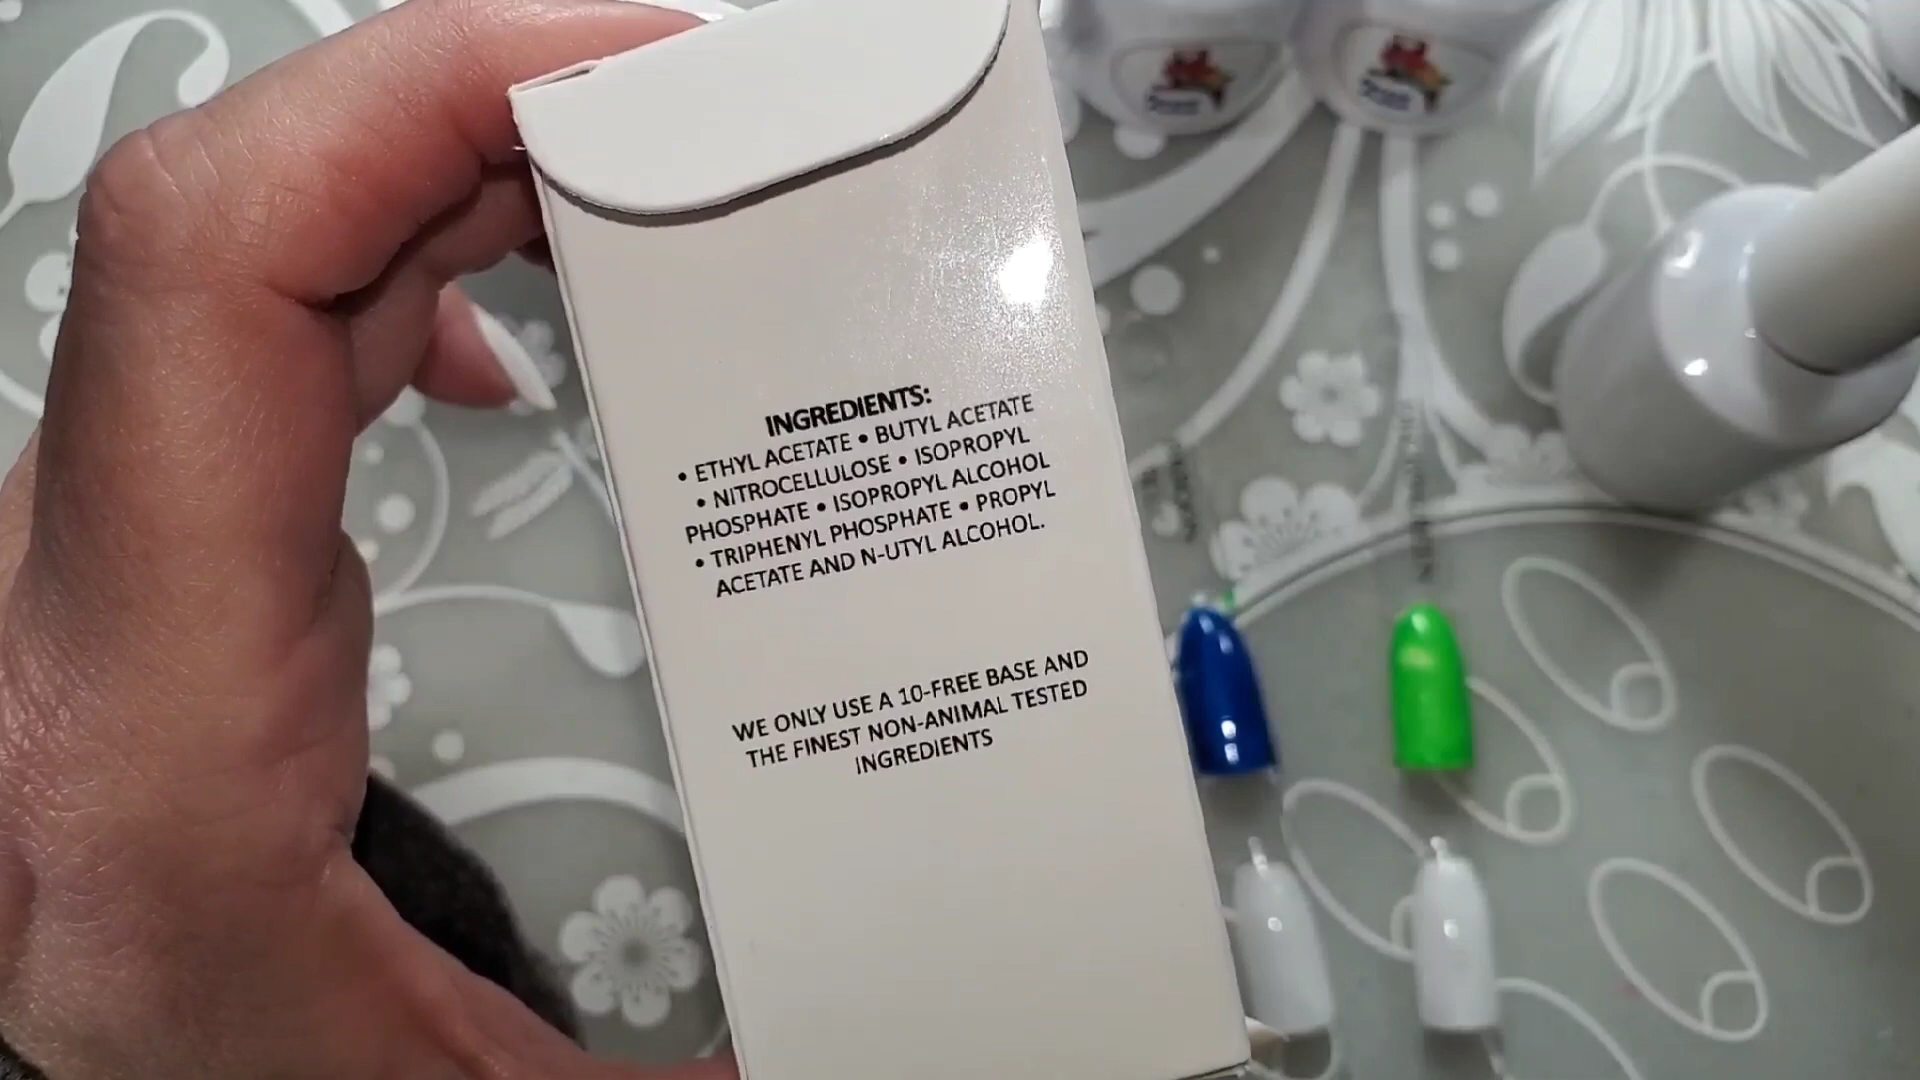 INGREDIENTS:
• ETHYL ACETATE • BUTYL ACETATE
• NITROCELLULOSE • ISOPROPYL
PHOSPHATE • ISOPROPYL ALCOHOL
• TRIPHENYL PHOSPHATE • PROPYL
ACETATE AND N-UTYL ALCOHOL.
WE ONLY USE A 10-FREE BASE AND
THE FINEST NON-ANIMAL TESTED
INGREDIENTS